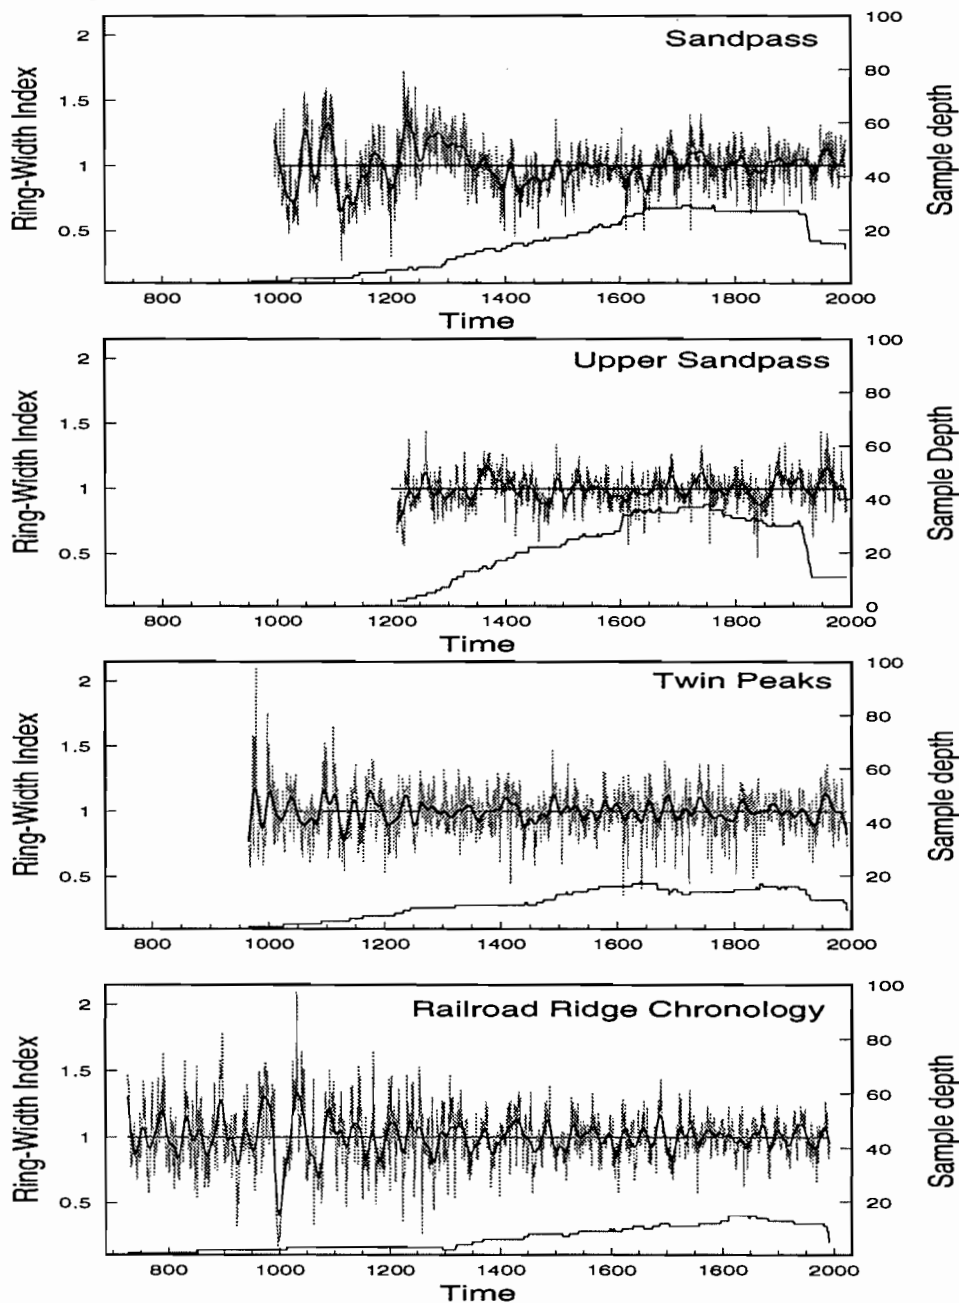 Sandpass
Ring-Width Index
2
1.5
1
0.5
100
80
60
40
20
Sample depth
800 1000 1200 1400 1600 1800 2000
Time
Upper Sandpass
Ring-Width Index
2
1.5
1
0.5
100
80
60
40
20
0
Sample Depth
800 1000 1200 1400 1600 1800 2000
Time
Twin Peaks
Ring-Width Index
2
1.5
1
0.5
100
80
60
40
20
Sample depth
800 1000 1200 1400 1600 1800 2000
Railroad Ridge Chronology
Ring-Width Index
2
1.5
1
0.5
100
80
60
40
20
Sample depth
800 1000 1200 1400 1600 1800 2000
Time